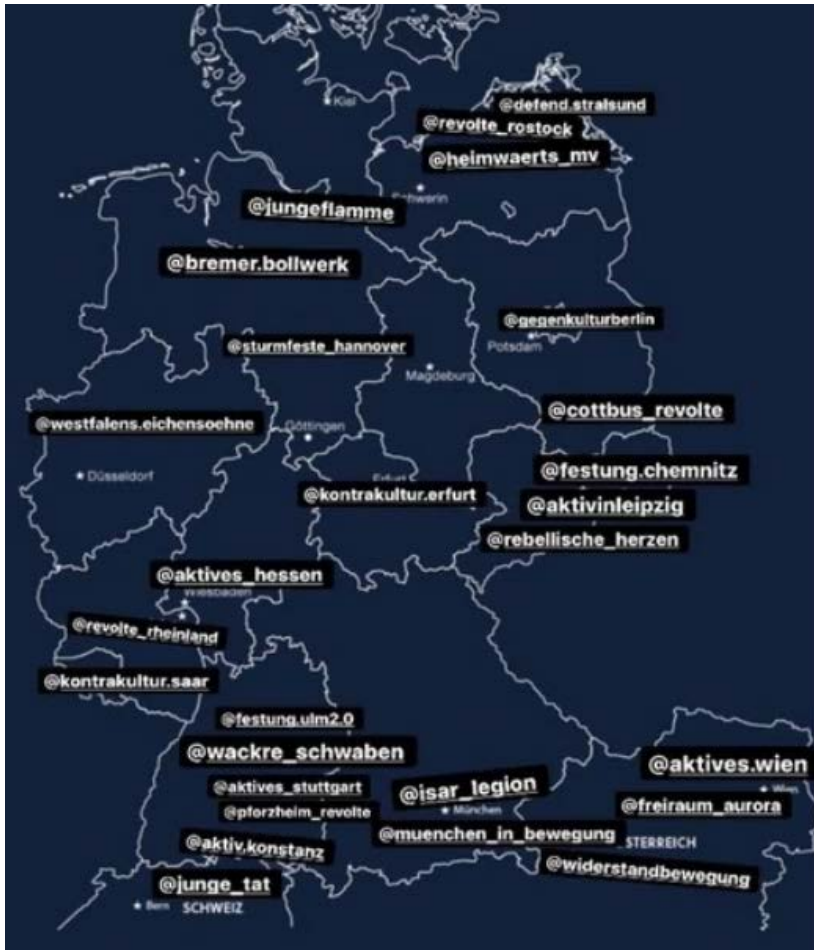 @defend.stralsund
Kiel
@revolte_rostock
@heimwaerts_mv
Schwerin
@jungeflamme
@bremer.bollwerk
@gegenkulturberlin
@sturmfeste_hannover
Potsdam
Magdeburg
@cottbus_revolte
@westfalens.eichensoehne
Göttingen
@festung.chemnitz
Düsseldorf
Erfurt
@kontrakultur.erfurt
@aktivinleipzig
@rebellische_herzen
@aktives_hessen
Wiesbaden
@revolte_rheinland
@kontrakultur.saar
@festung.ulm2.0
@wackre_schwaben
@aktives.wien
@aktives_stuttgart
@isar_legion
Wien
@pforzheim_revolte
München
@freiraum_aurora
@muenchen_in_bewegung
STERREICH
@aktiv.konstanz
@widerstandbewegung
@junge_tat
Bern SCHWEIZ